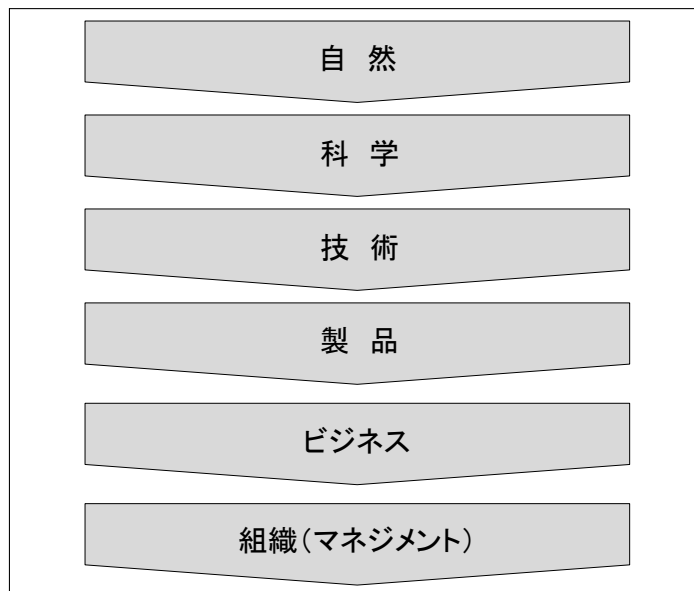 自 然
科 学
技 術
製 品
ビジネス
組織(マネジメント)